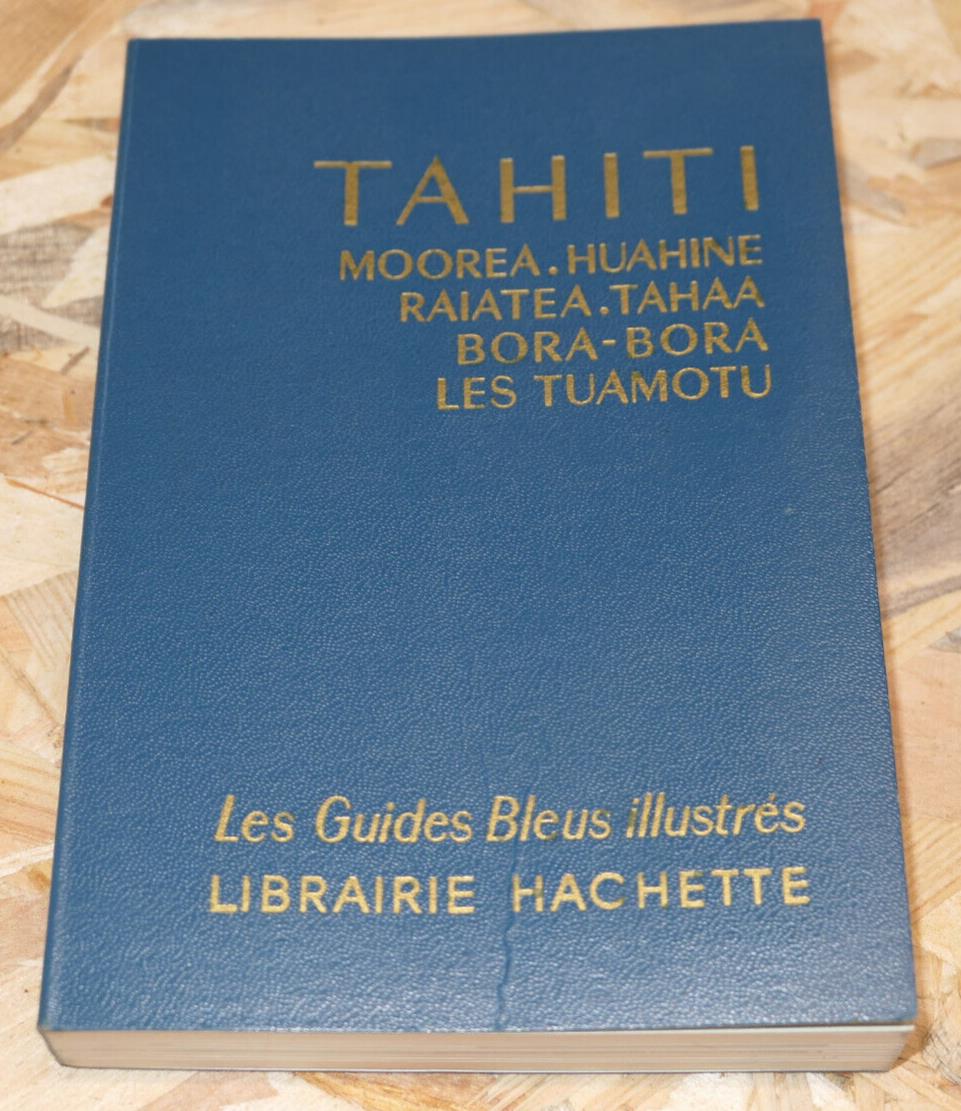 TAHITI
MOOREA.HUAHINE
RAIATEA.TAHAA
BORA-BORA
LES TUAMOTU
Les Guides Bleus illustrés
LIBRAIRIE HACHETTE